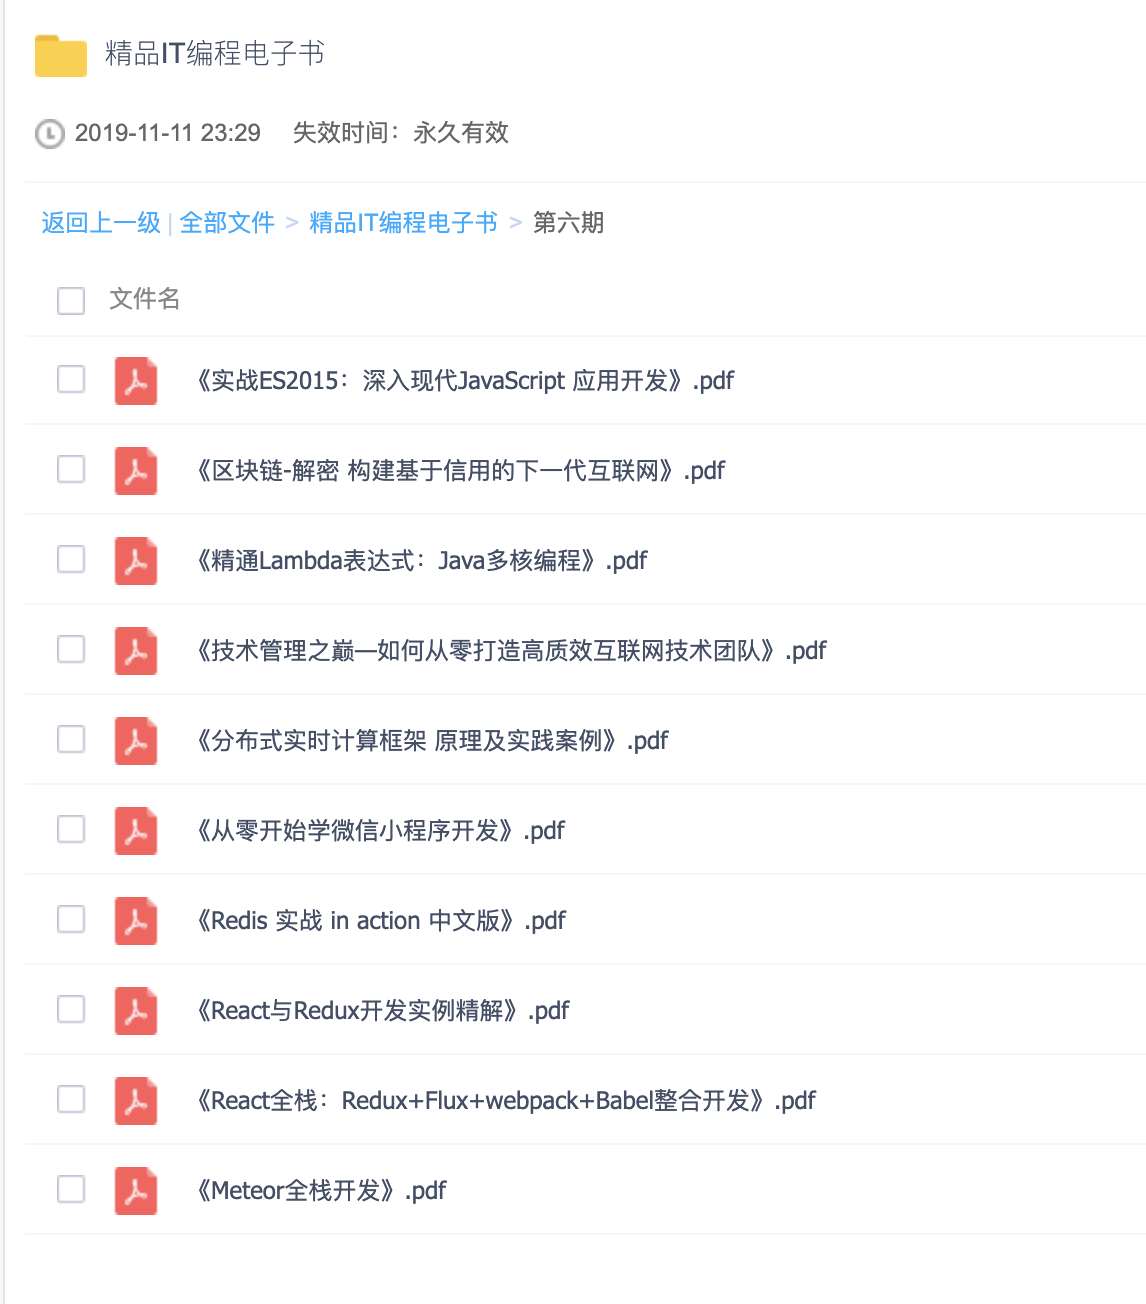 精品IT编程电子书
2019-11-11 23:29 失效时间：永久有效
返回上一级 | 全部文件 > 精品IT编程电子书 > 第六期
文件名
《实战ES2015：深入现代JavaScript 应用开发》.pdf
《区块链-解密 构建基于信用的下一代互联网》.pdf
《精通Lambda表达式：Java多核编程》.pdf
《技术管理之巅—如何从零打造高质效互联网技术团队》.pdf
《分布式实时计算框架 原理及实践案例》.pdf
《从零开始学微信小程序开发》.pdf
《Redis 实战 in action 中文版》.pdf
《React与Redux开发实例精解》.pdf
《React全栈：Redux+Flux+webpack+Babel整合开发》.pdf
《Meteor全栈开发》.pdf